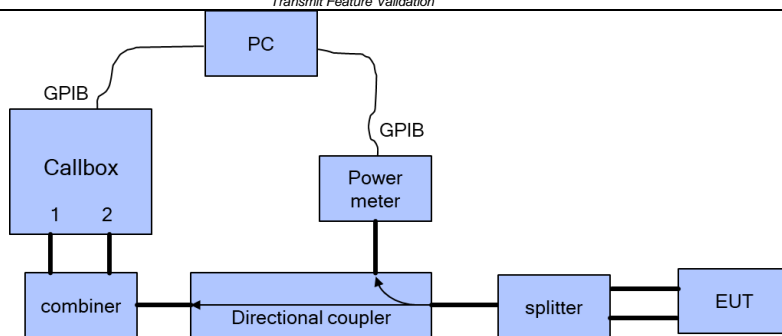 Transmit Feature Validation
PC
GPIB
GPIB
Callbox
1 2
Power
meter
combiner
Directional coupler
splitter
EUT